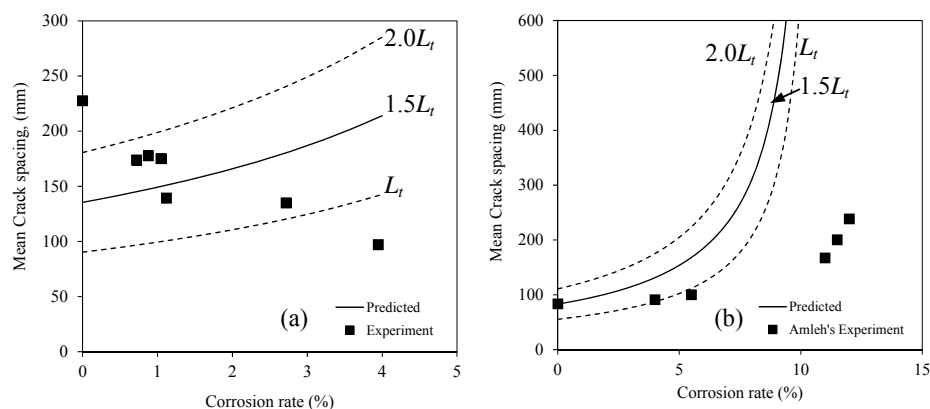 300
250
200
150
100
50
0
Mean Crack spacing, (mm)
2.0Lt
1.5Lt
Lt
(a)
Predicted
Experiment
0 1 2 3 4 5
Corrosion rate (%)
600
500
400
300
200
100
0
Mean Crack spacing (mm)
2.0Lt
Lt
1.5Lt
(b)
Predicted
Amleh's Experiment
0 5 10 15
Corrosion rate (%)